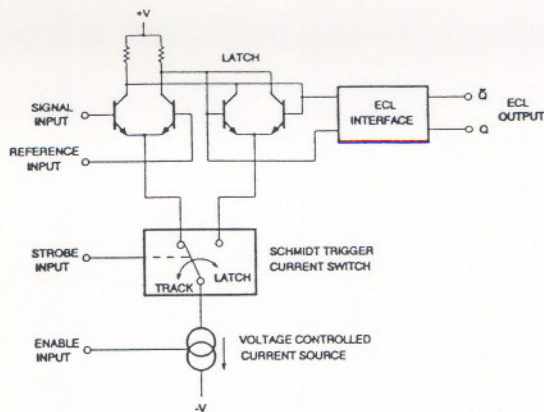 +V
LATCH
SIGNAL
INPUT
REFERENCE
INPUT
ECL
INTERFACE
Q̄
Q
ECL
OUTPUT
STROBE
INPUT
TRACK
LATCH
SCHMIDT TRIGGER
CURRENT SWITCH
ENABLE
INPUT
VOLTAGE CONTROLLED
CURRENT SOURCE
-V